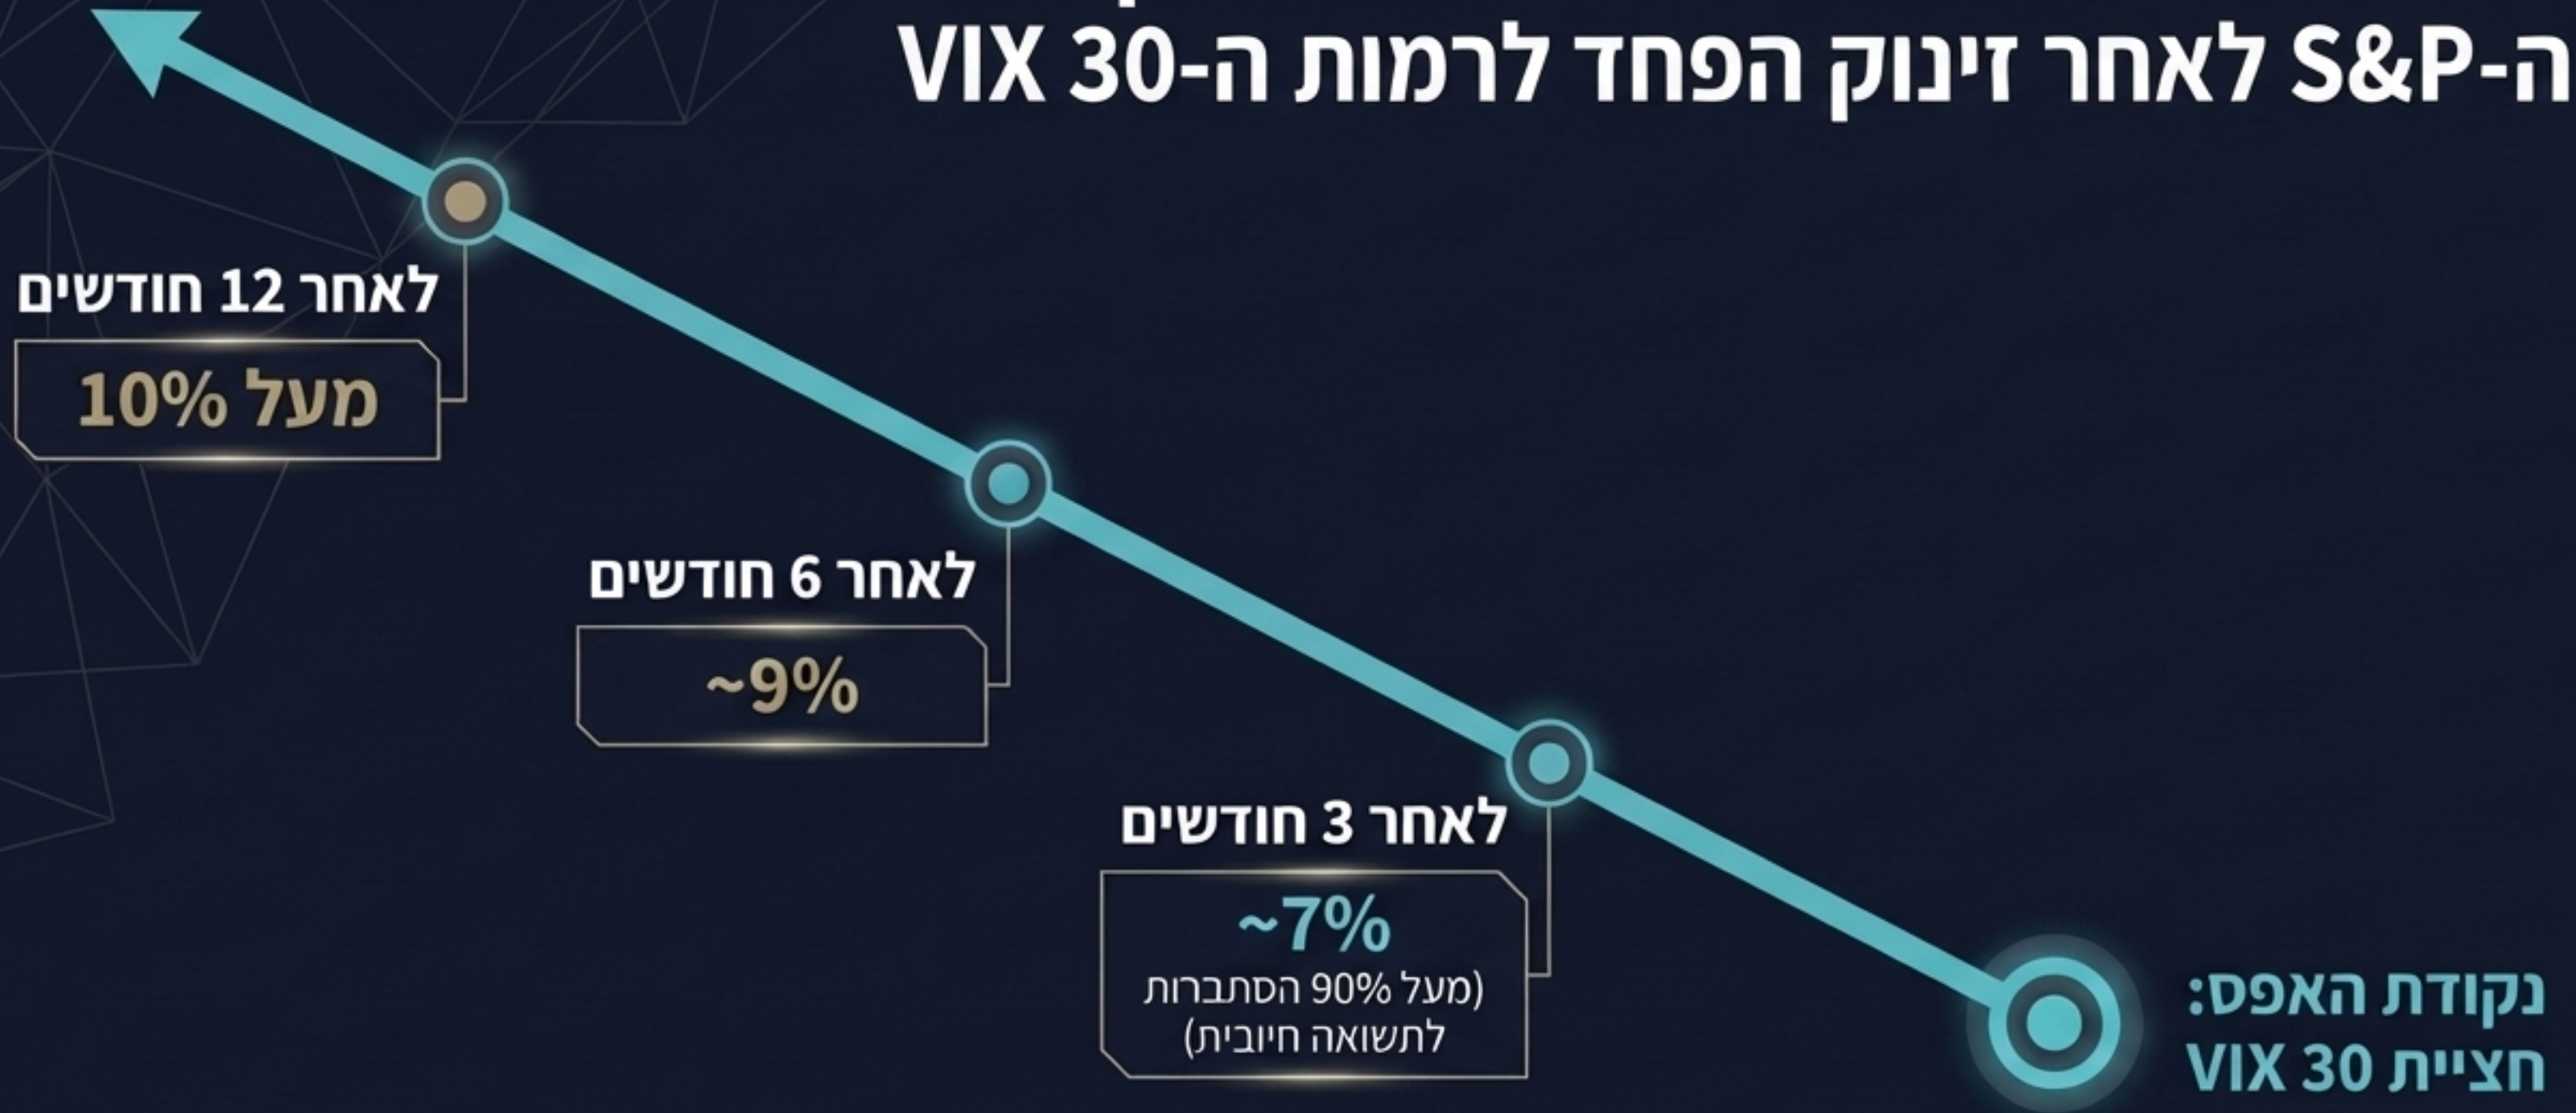 ה-S&P לאחר זינוק הפחד לרמות ה-30 VIX
לאחר 12 חודשים
מעל 10%
לאחר 6 חודשים
~9%
לאחר 3 חודשים
~7%
(מעל 90% הסתברות
לתשואה חיובית)
נקודת האפס:
חציית VIX 30